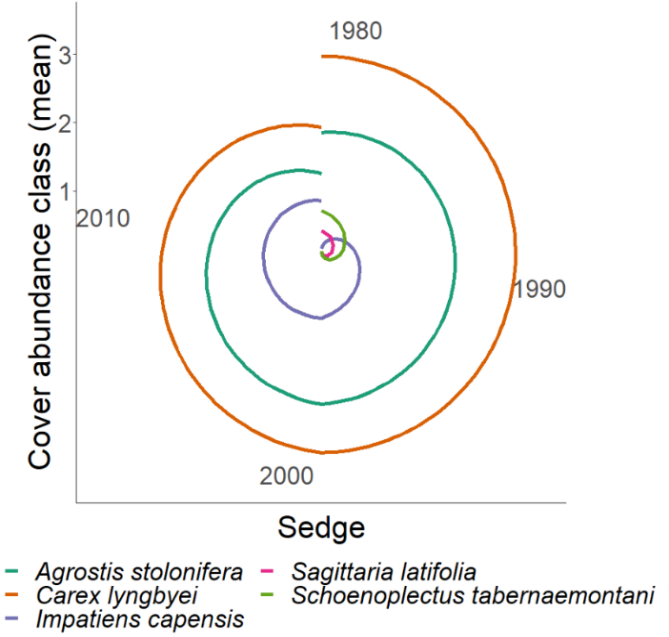 1980
3
2
1
Cover abundance class (mean)
2010
1990
2000
Sedge
Agrostis stolonifera
Sagittaria latifolia
Carex lyngbyei
Schoenoplectus tabernaemontani
Impatiens capensis